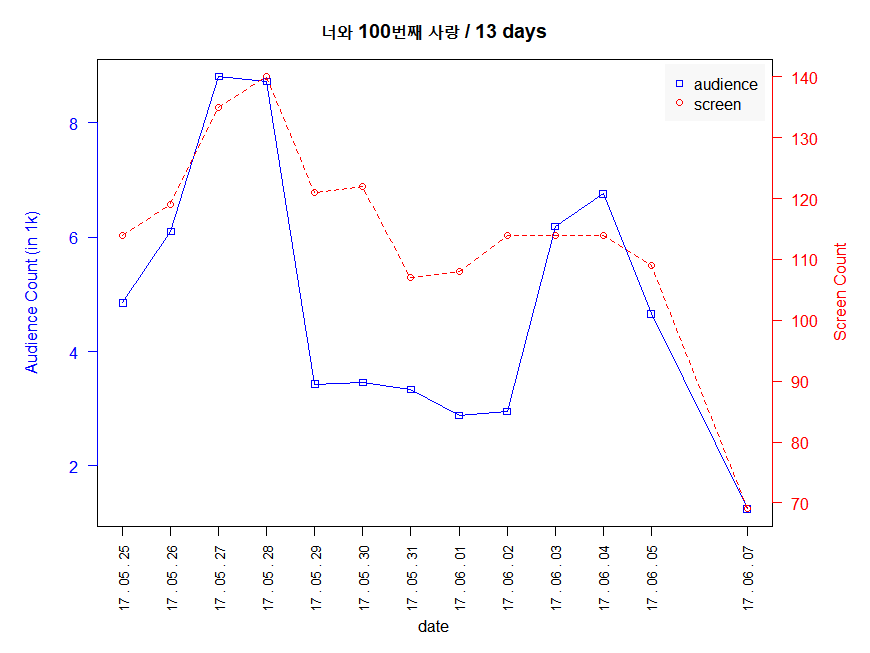 너와 100번째 사랑 / 13 days
audience
screen
Audience Count (in 1k)
8
6
4
2
140
130
120
110
100
90
80
70
Screen Count
17 . 05 . 25
17 . 05 . 26
17 . 05 . 27
17 . 05 . 28
17 . 05 . 29
17 . 05 . 30
17 . 05 . 31
17 . 06 . 01
17 . 06 . 02
17 . 06 . 03
17 . 06 . 04
17 . 06 . 05
17 . 06 . 07
date